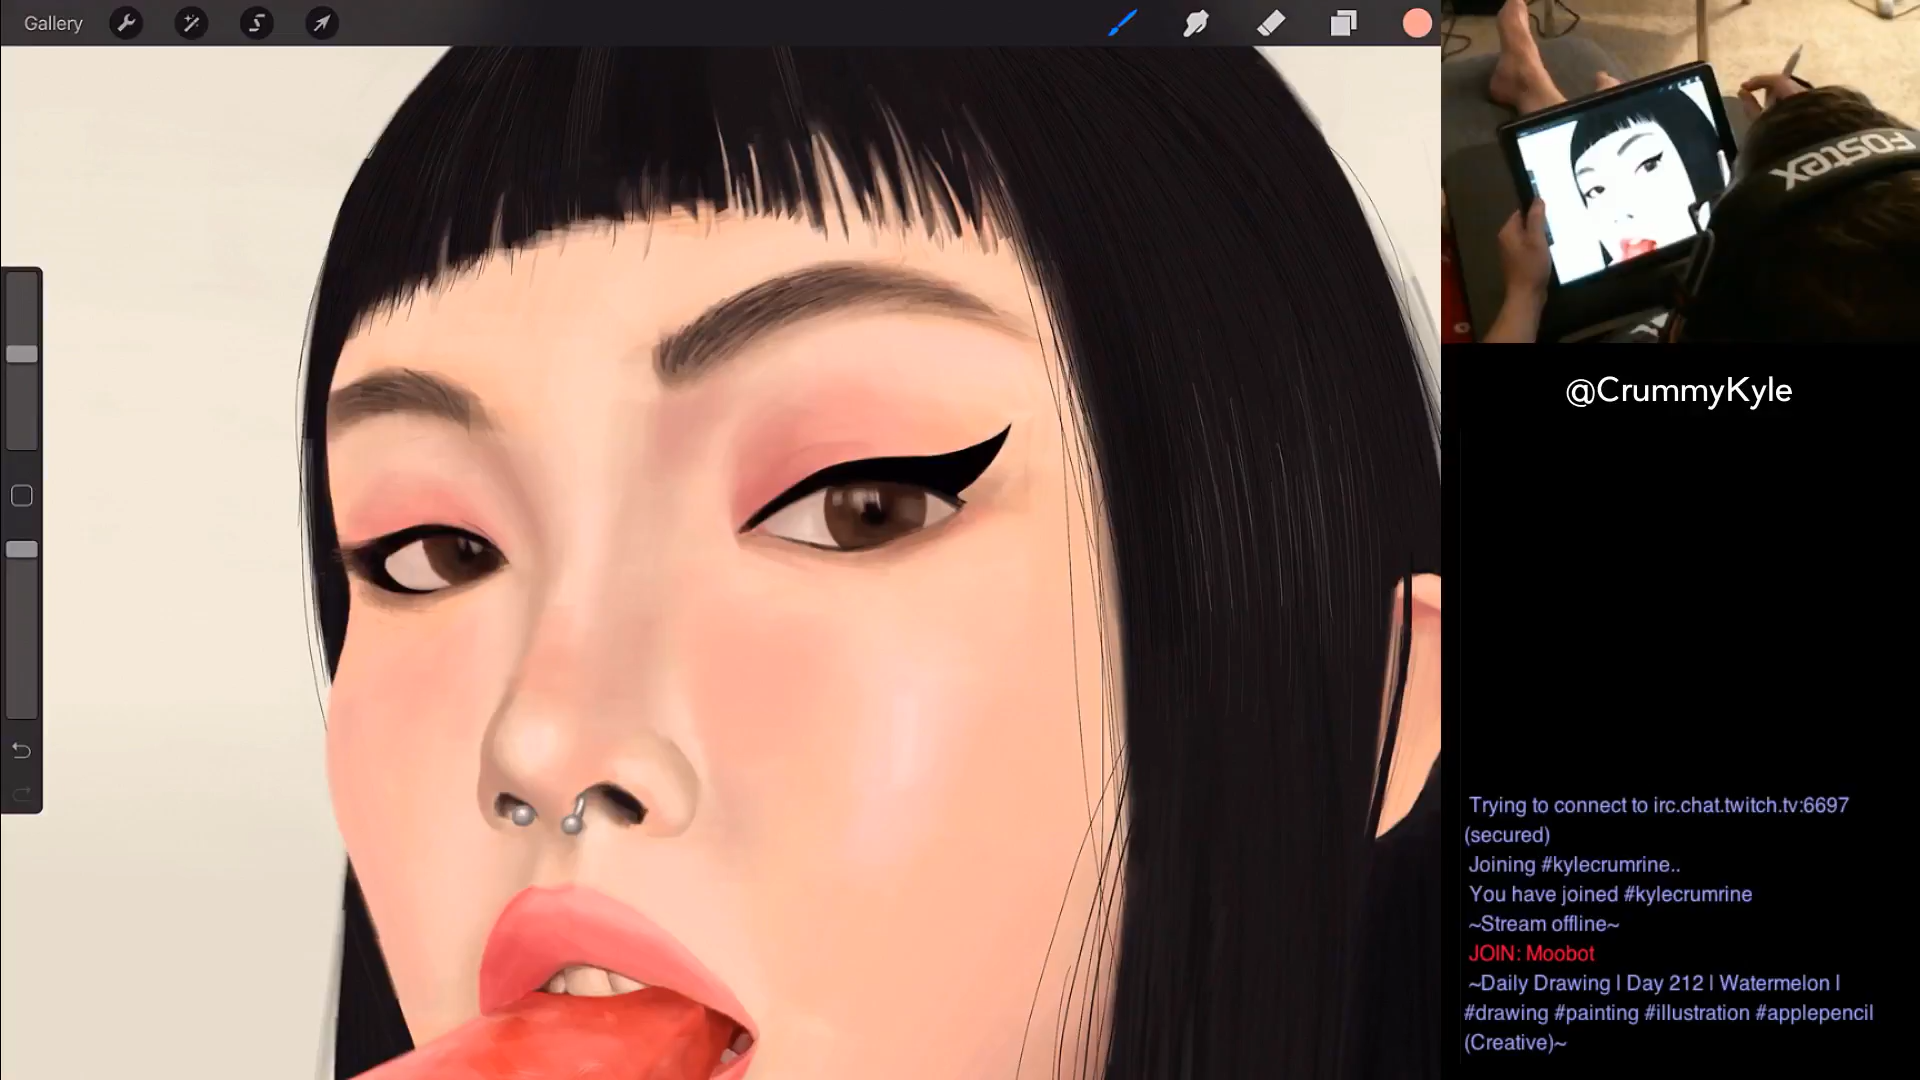 Gallery
FOSTEX
@CrummyKyle
Trying to connect to irc.chat.twitch.tv:6697
(secured)
Joining #kylecrumrine..
You have joined #kylecrumrine
~Stream offline~
JOIN: Moobot
~Daily Drawing | Day 212 | Watermelon |
#drawing #painting #illustration #applepencil
(Creative)~